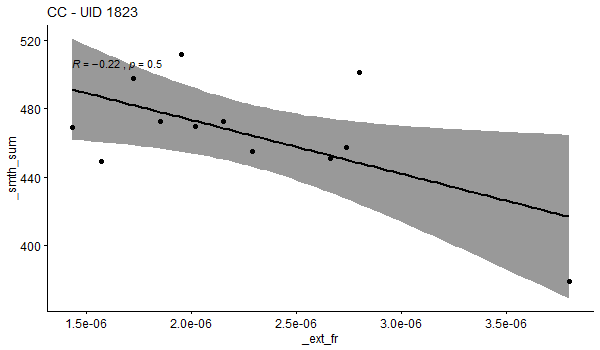 CC - UID 1823
R = −0.22 , p = 0.5
520
480
440
400
_smth_sum
1.5e-06 2.0e-06 2.5e-06 3.0e-06 3.5e-06
_ext_fr